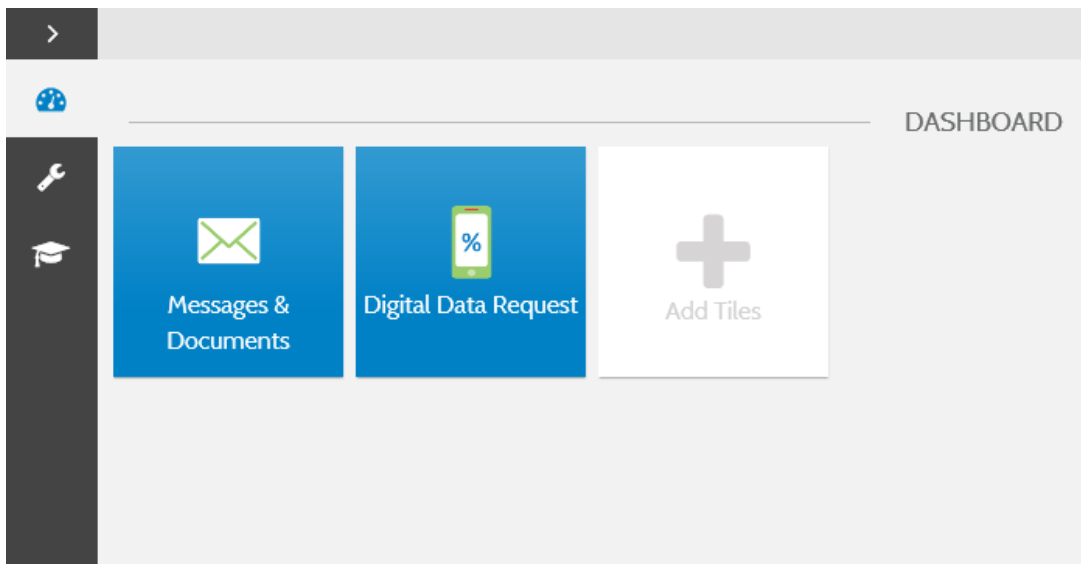 DASHBOARD
Messages &
Documents
%
Digital Data Request
Add Tiles